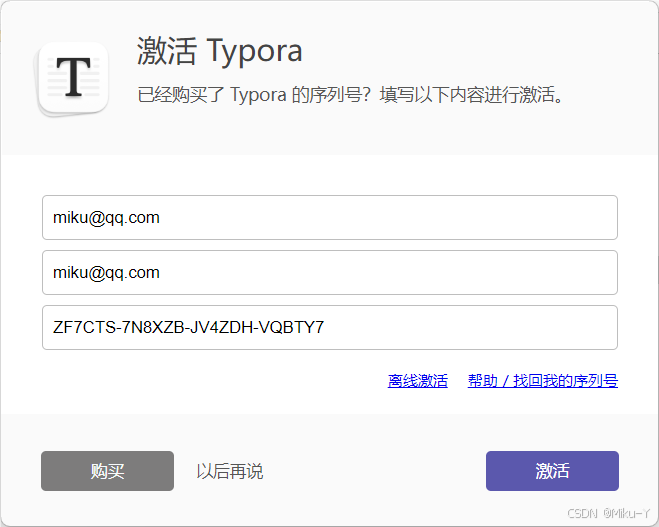 T
激活 Typora
已经购买了 Typora 的序列号？填写以下内容进行激活。
miku@qq.com
miku@qq.com
ZF7CTS-7N8XZB-JV4ZDH-VQBTY7
离线激活 帮助 / 找回我的序列号
购买 以后再说 激活
CSDN @Miku-Y